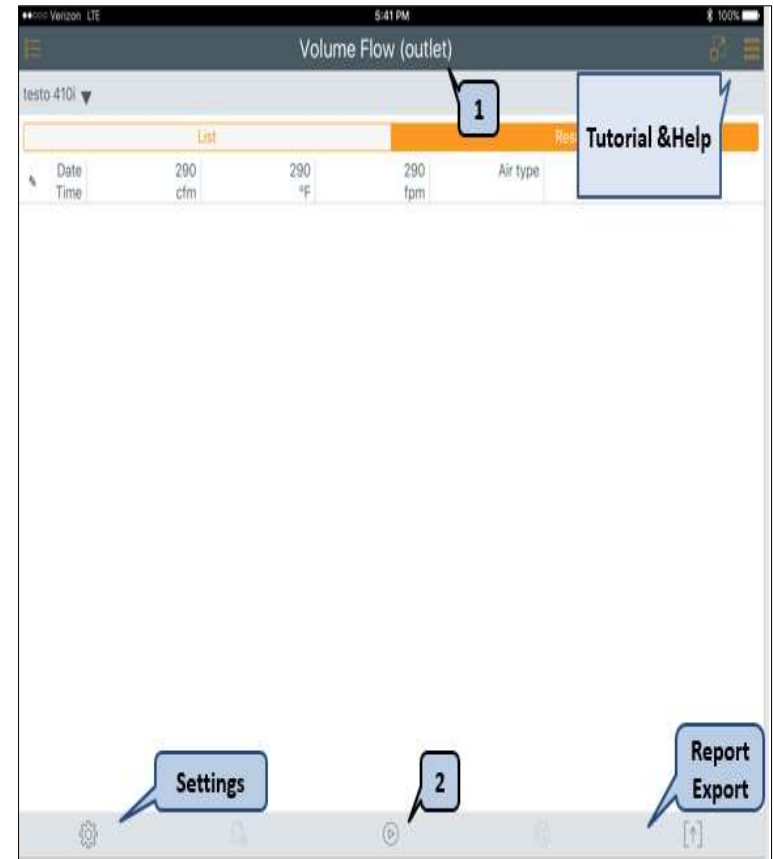 Verizon LTE 5:41 PM 100%
Volume Flow (outlet)
1
testo 410i
Tutorial &Help
List
Date 290 290 290 Air type
Time cfm °F fpm
Settings
2
Report
Export